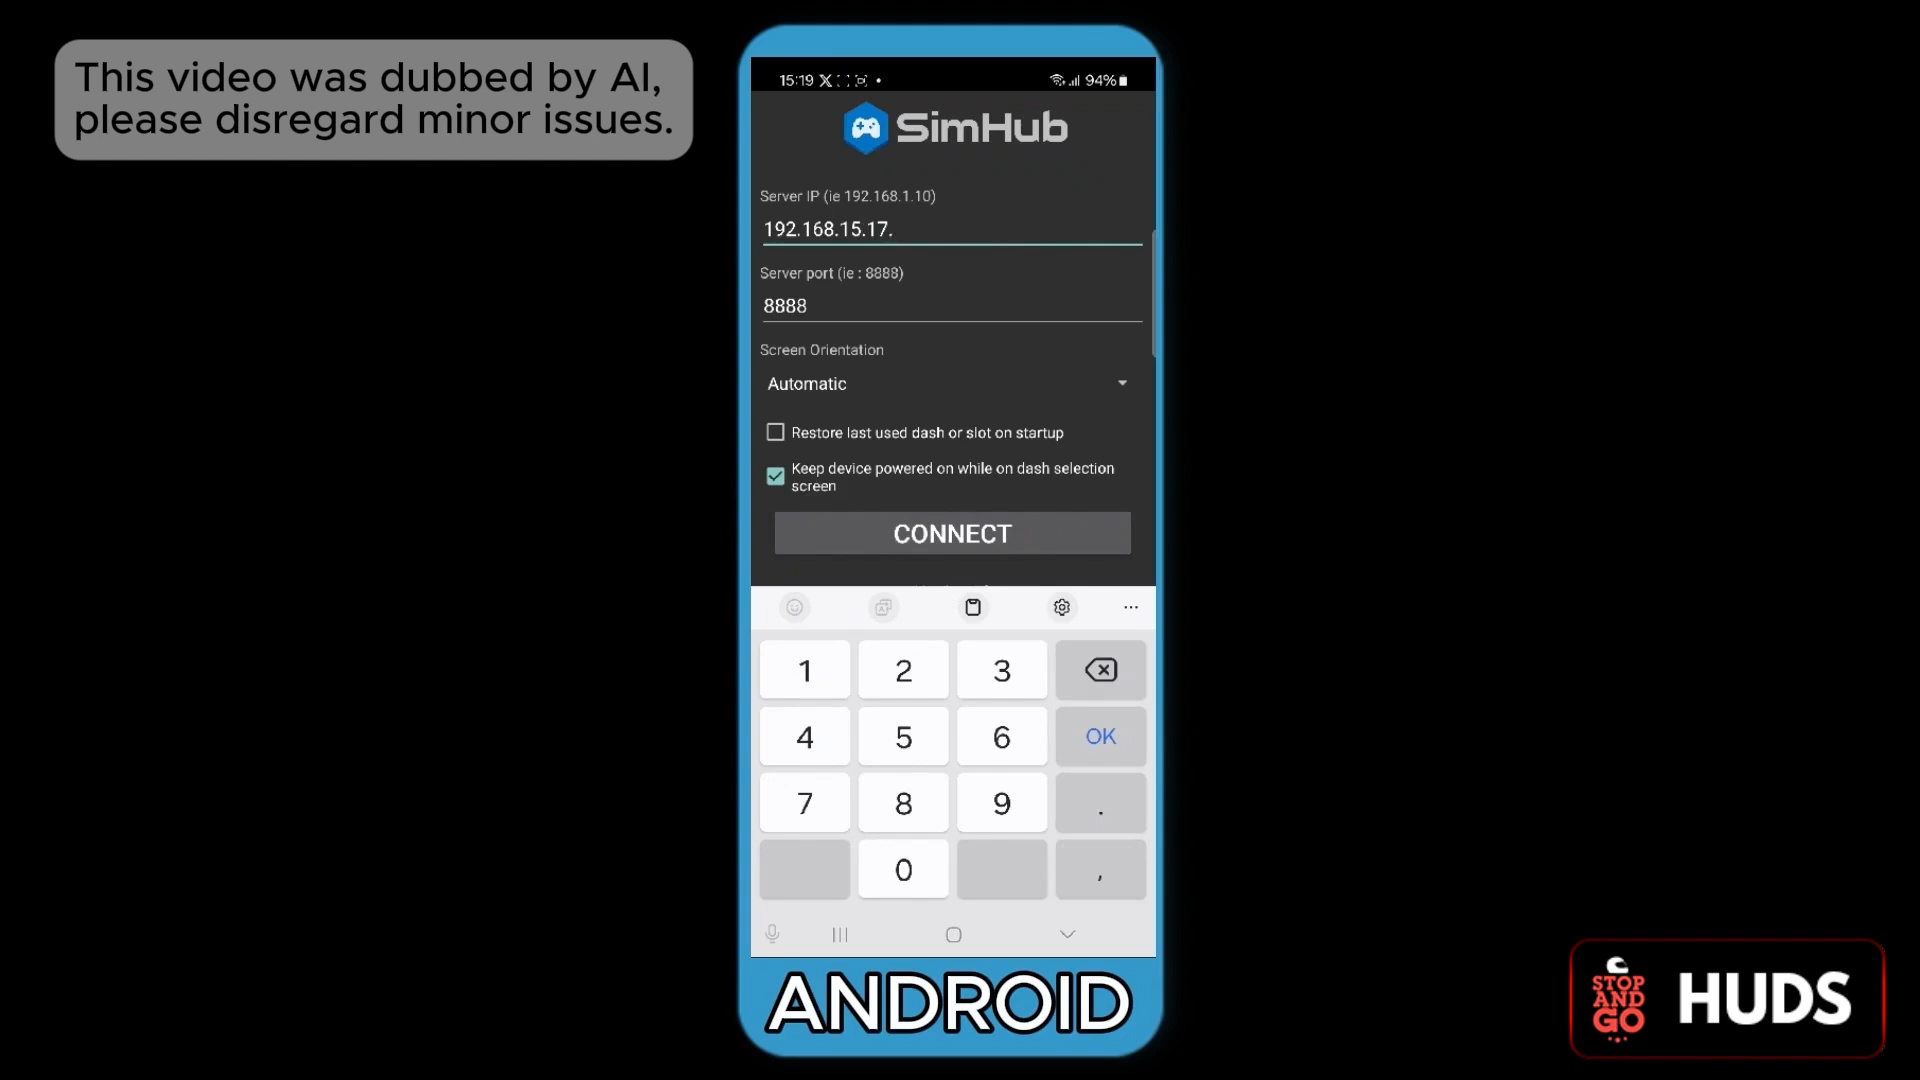 This video was dubbed by AI,
please disregard minor issues.
15:19
94%
SimHub
Server IP (ie 192.168.1.10)
192.168.15.17.
Server port (ie : 8888)
8888
Screen Orientation
Automatic
Restore last used dash or slot on startup
Keep device powered on while on dash selection
screen
CONNECT
1 2 3
4 5 6 OK
7 8 9 .
0 ,
ANDROID
STOP
AND
GO
HUDS